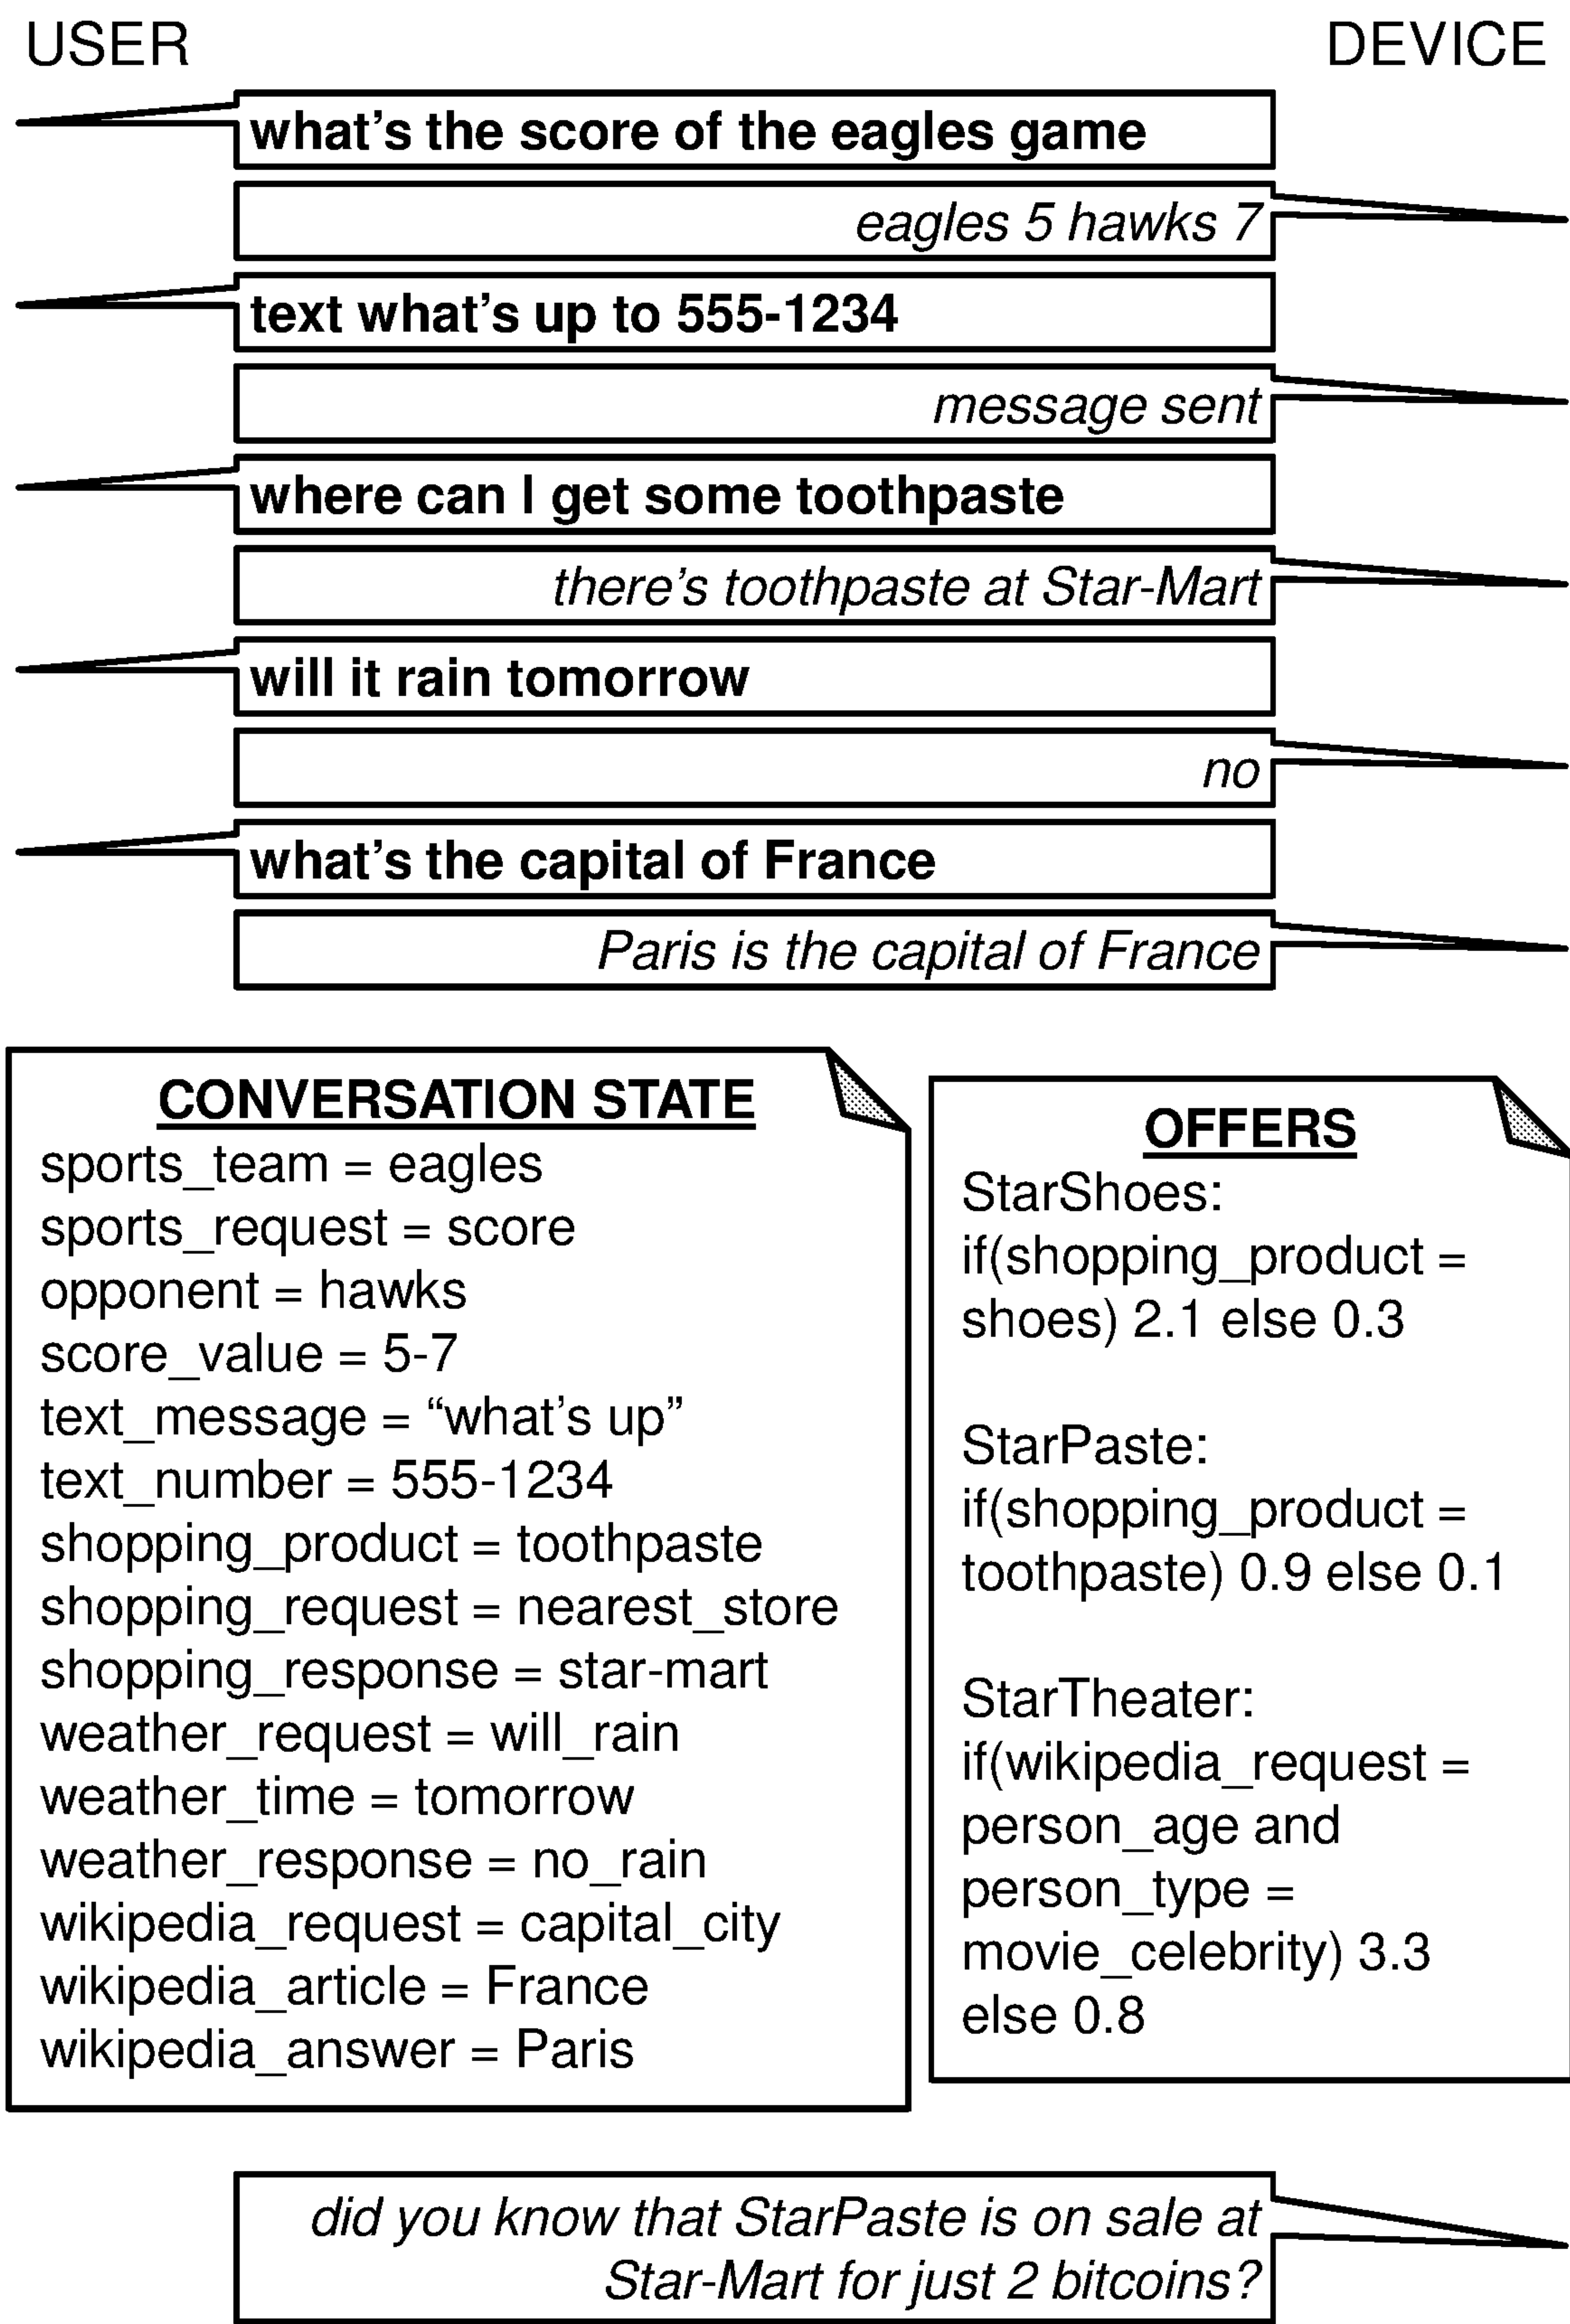 USER
DEVICE
what's the score of the eagles game
eagles 5 hawks 7
text what's up to 555-1234
message sent
where can I get some toothpaste
there's toothpaste at Star-Mart
will it rain tomorrow
no
what's the capital of France
Paris is the capital of France
CONVERSATION STATE
sports_team = eagles
sports_request = score
opponent = hawks
score_value = 5-7
text_message = “what's up”
text_number = 555-1234
shopping_product = toothpaste
shopping_request = nearest_store
shopping_response = star-mart
weather_request = will_rain
weather_time = tomorrow
weather_response = no_rain
wikipedia_request = capital_city
wikipedia_article = France
wikipedia_answer = Paris
OFFERS
StarShoes:
if(shopping_product =
shoes) 2.1 else 0.3
StarPaste:
if(shopping_product =
toothpaste) 0.9 else 0.1
StarTheater:
if(wikipedia_request =
person_age and
person_type =
movie_celebrity) 3.3
else 0.8
did you know that StarPaste is on sale at
Star-Mart for just 2 bitcoins?